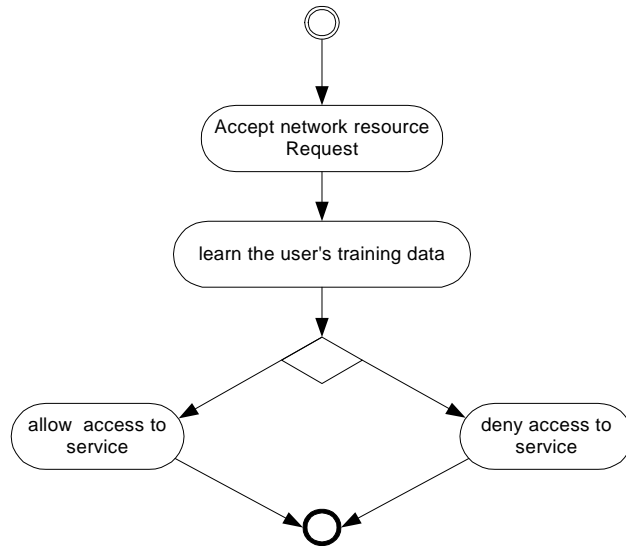 Accept network resource
Request
learn the user's training data
allow  access to
service
deny access to
service